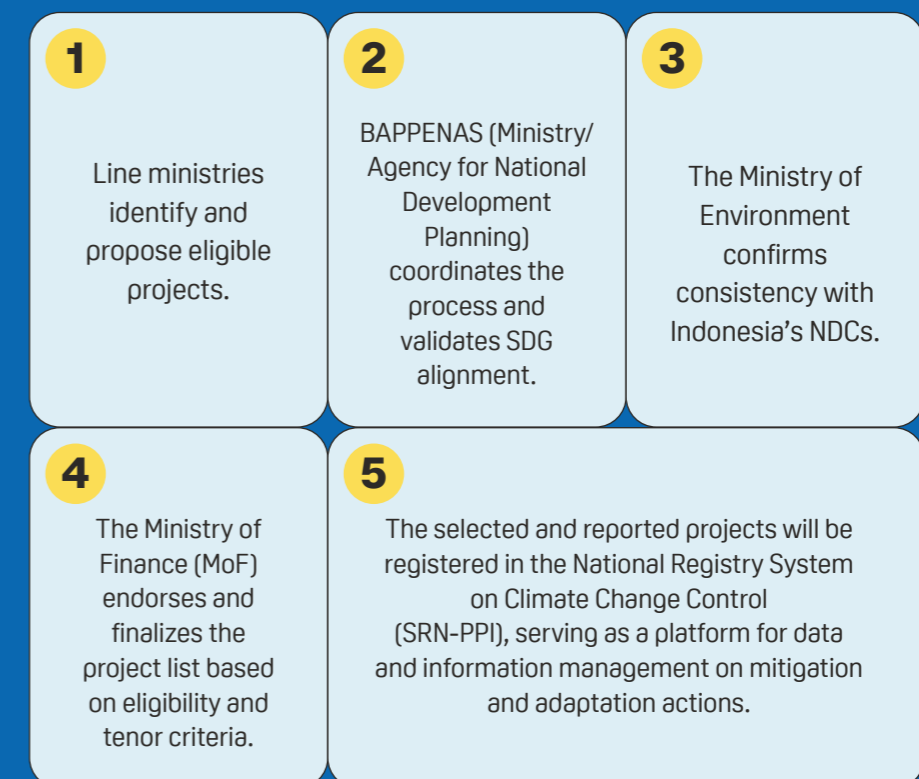 1
Line ministries
identify and
propose eligible
projects.
2
BAPPENAS (Ministry/
Agency for National
Development
Planning)
coordinates the
process and
validates SDG
alignment.
3
The Ministry of
Environment
confirms
consistency with
Indonesia's NDCs.
4
The Ministry of
Finance (MoF)
endorses and
finalizes the
project list based
on eligibility and
tenor criteria.
5
The selected and reported projects will be
registered in the National Registry System
on Climate Change Control
(SRN-PPI), serving as a platform for data
and information management on mitigation
and adaptation actions.